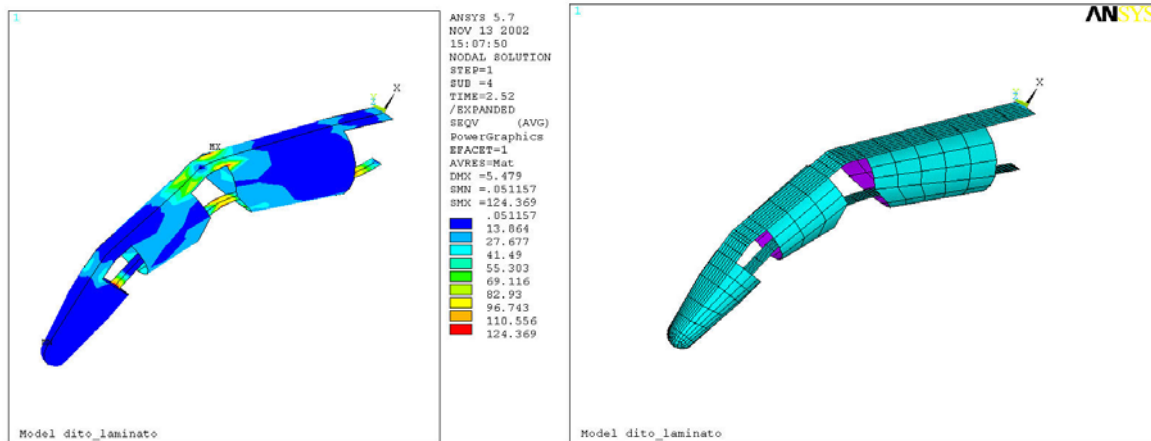 1
ANSYS 5.7
NOV 13 2002
15:07:50
NODAL SOLUTION
STEP=1
SUB =4
TIME=2.52
/EXPANDED
SEQV (AVG)
PowerGraphics
EFACET=1
AVRES=Mat
DMX =5.479
SMN =.051157
SMX =124.369
.051157
13.864
27.677
41.49
55.303
69.116
82.93
96.743
110.556
124.369
X
MX
Model dito_laminato
1
ANSYS
X
Model dito_laminato